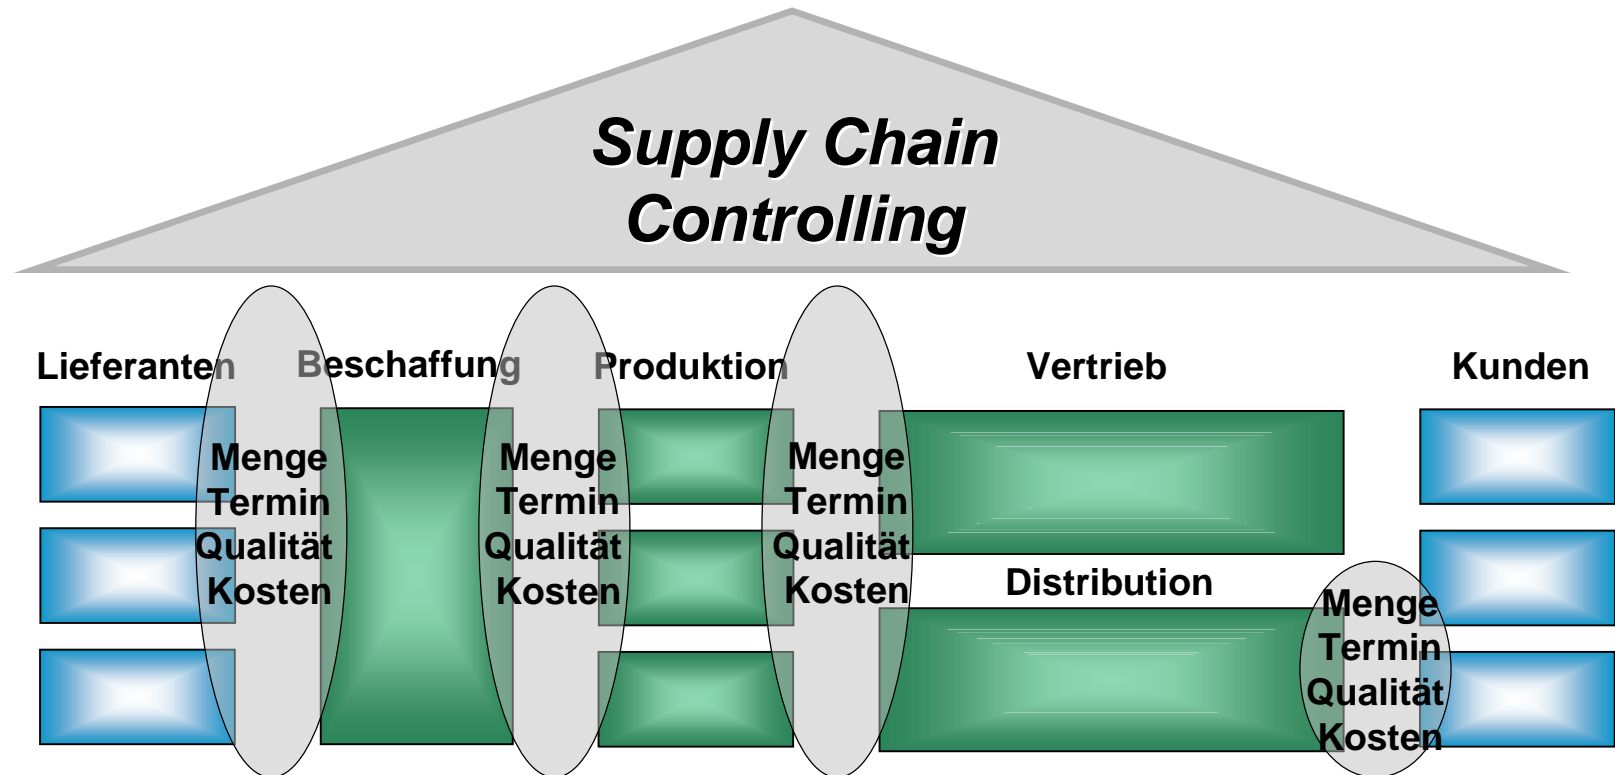 Supply Chain
Controlling
Lieferanten
Beschaffung
Produktion
Vertrieb
Kunden
Menge
Termin
Qualität
Kosten
Menge
Termin
Qualität
Kosten
Menge
Termin
Qualität
Kosten
Distribution
Menge
Termin
Qualität
Kosten